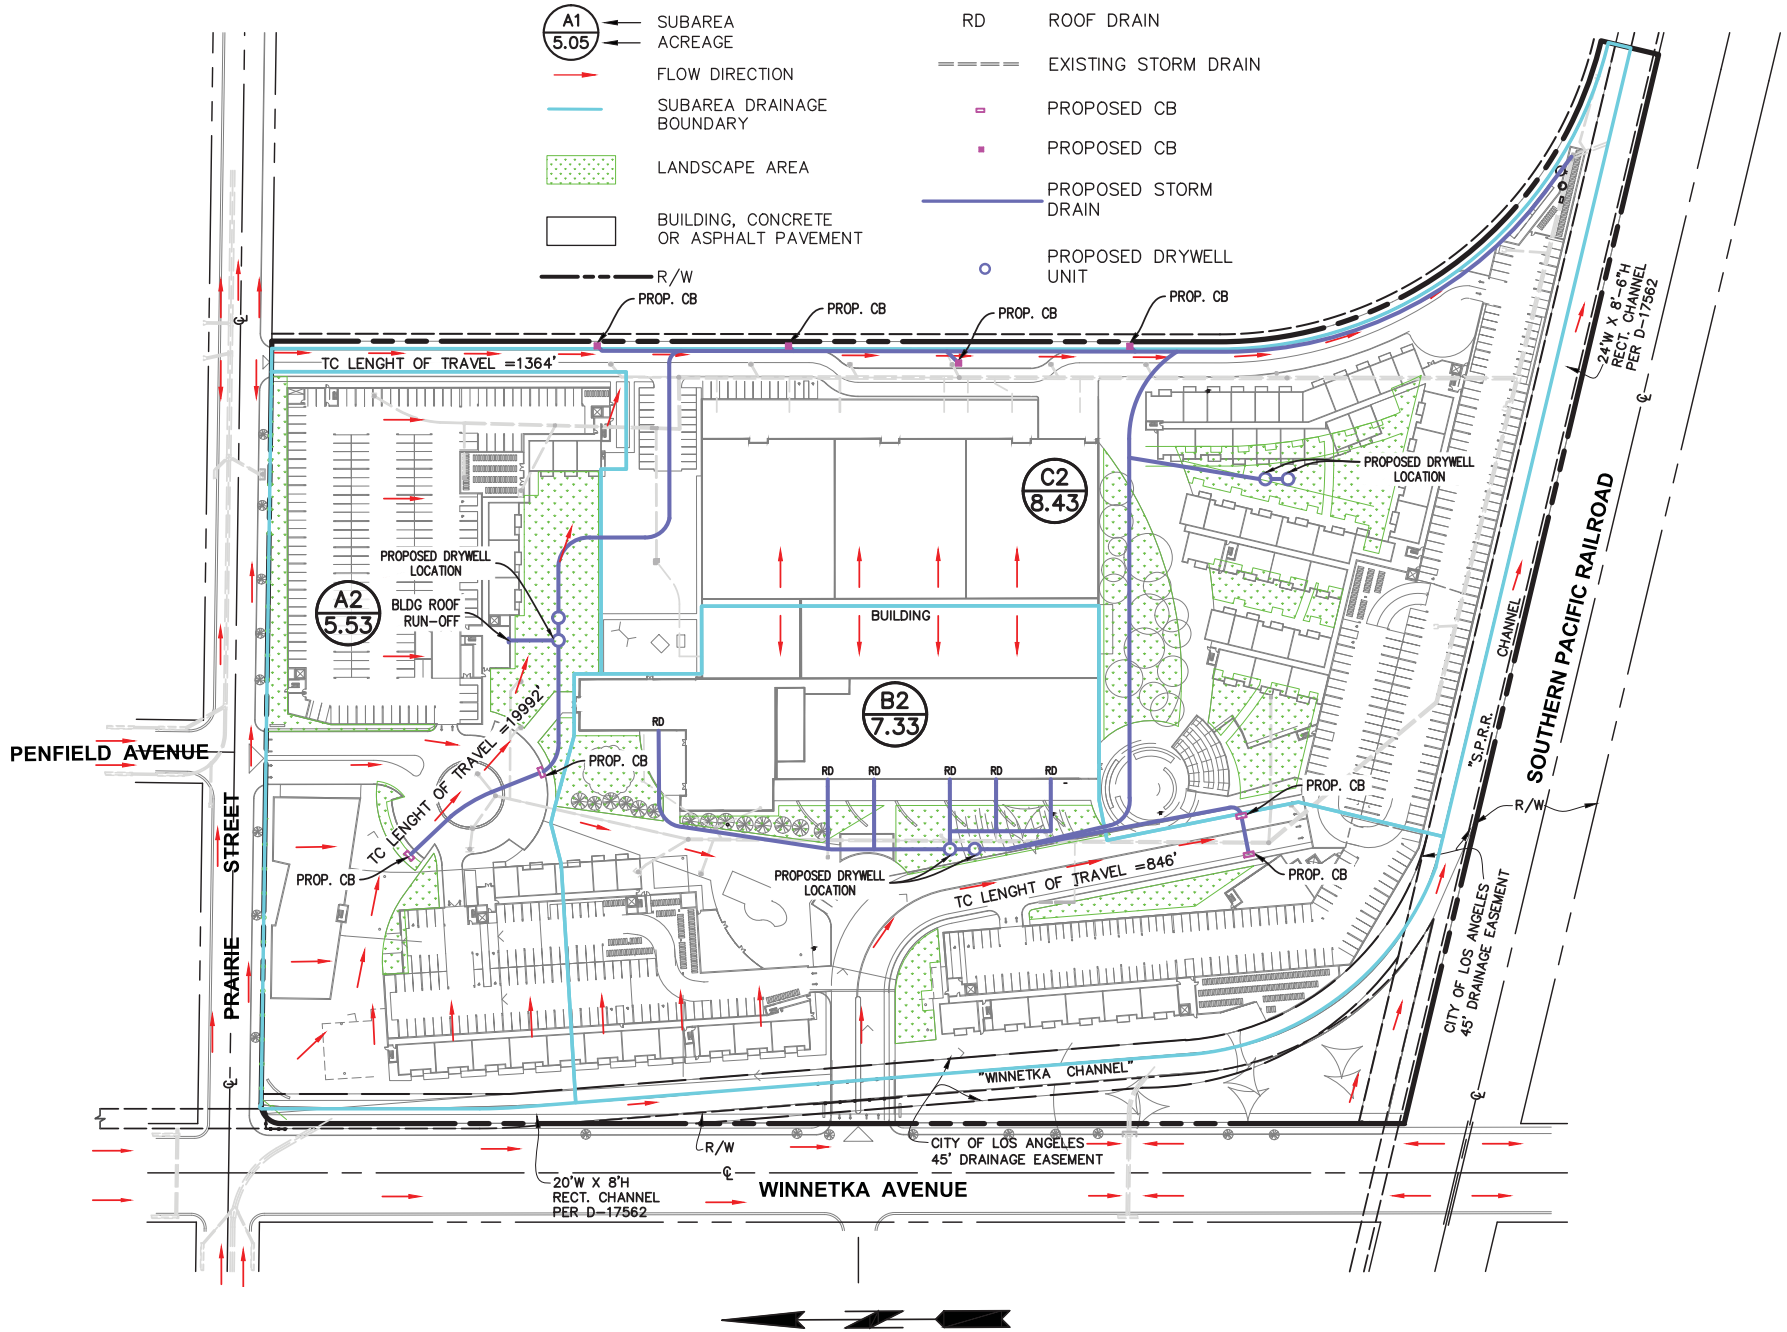 A1
5.05
SUBAREA
ACREAGE
FLOW DIRECTION
SUBAREA DRAINAGE
BOUNDARY
LANDSCAPE AREA
BUILDING, CONCRETE
OR ASPHALT PAVEMENT
R/W
RD
ROOF DRAIN
EXISTING STORM DRAIN
PROPOSED CB
PROPOSED CB
PROPOSED STORM
DRAIN
PROPOSED DRYWELL
UNIT
PROP. CB
PROP. CB
PROP. CB
PROP. CB
TC LENGHT OF TRAVEL =1364'
24'W X 8'-6"H
RECT. CHANNEL
PER D-17562
℄
℄
C2
8.43
PROPOSED DRYWELL
LOCATION
PROPOSED DRYWELL
LOCATION
A2
5.53
BLDG ROOF
RUN-OFF
BUILDING
SOUTHERN PACIFIC RAILROAD
"S.P.R.R. CHANNEL
B2
7.33
RD
RD
RD
RD
RD
RD
PENFIELD AVENUE
TC LENGHT OF TRAVEL =19992'
PROP. CB
PROP. CB
R/W
PRAIRIE STREET
PROP. CB
PROPOSED DRYWELL
LOCATION
TC LENGHT OF TRAVEL =846'
PROP. CB
CITY OF LOS ANGELES
45' DRAINAGE EASEMENT
℄
"WINNETKA CHANNEL"
℄
R/W
CITY OF LOS ANGELES
45' DRAINAGE EASEMENT
℄
WINNETKA AVENUE
20'W X 8'H
RECT. CHANNEL
PER D-17562